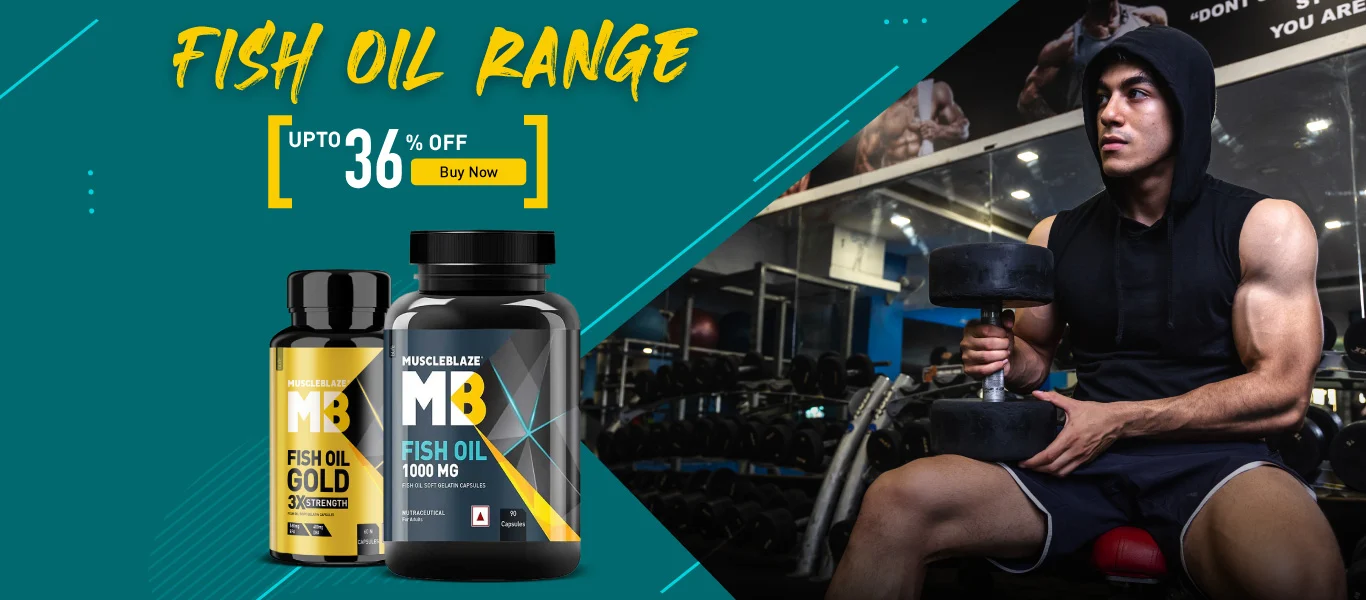 FISH OIL RANGE
UPTO 36 % OFF
Buy Now
MUSCLEBLAZE
MB
FISH OIL
GOLD
3X STRENGTH
CAPSULES
MUSCLEBLAZE
MB
FISH OIL
1000 MG
FISH OIL SOFT GELATIN CAPSULES
NUTRACEUTICAL
For Adults
90
Capsules
"DONT
YOU ARE